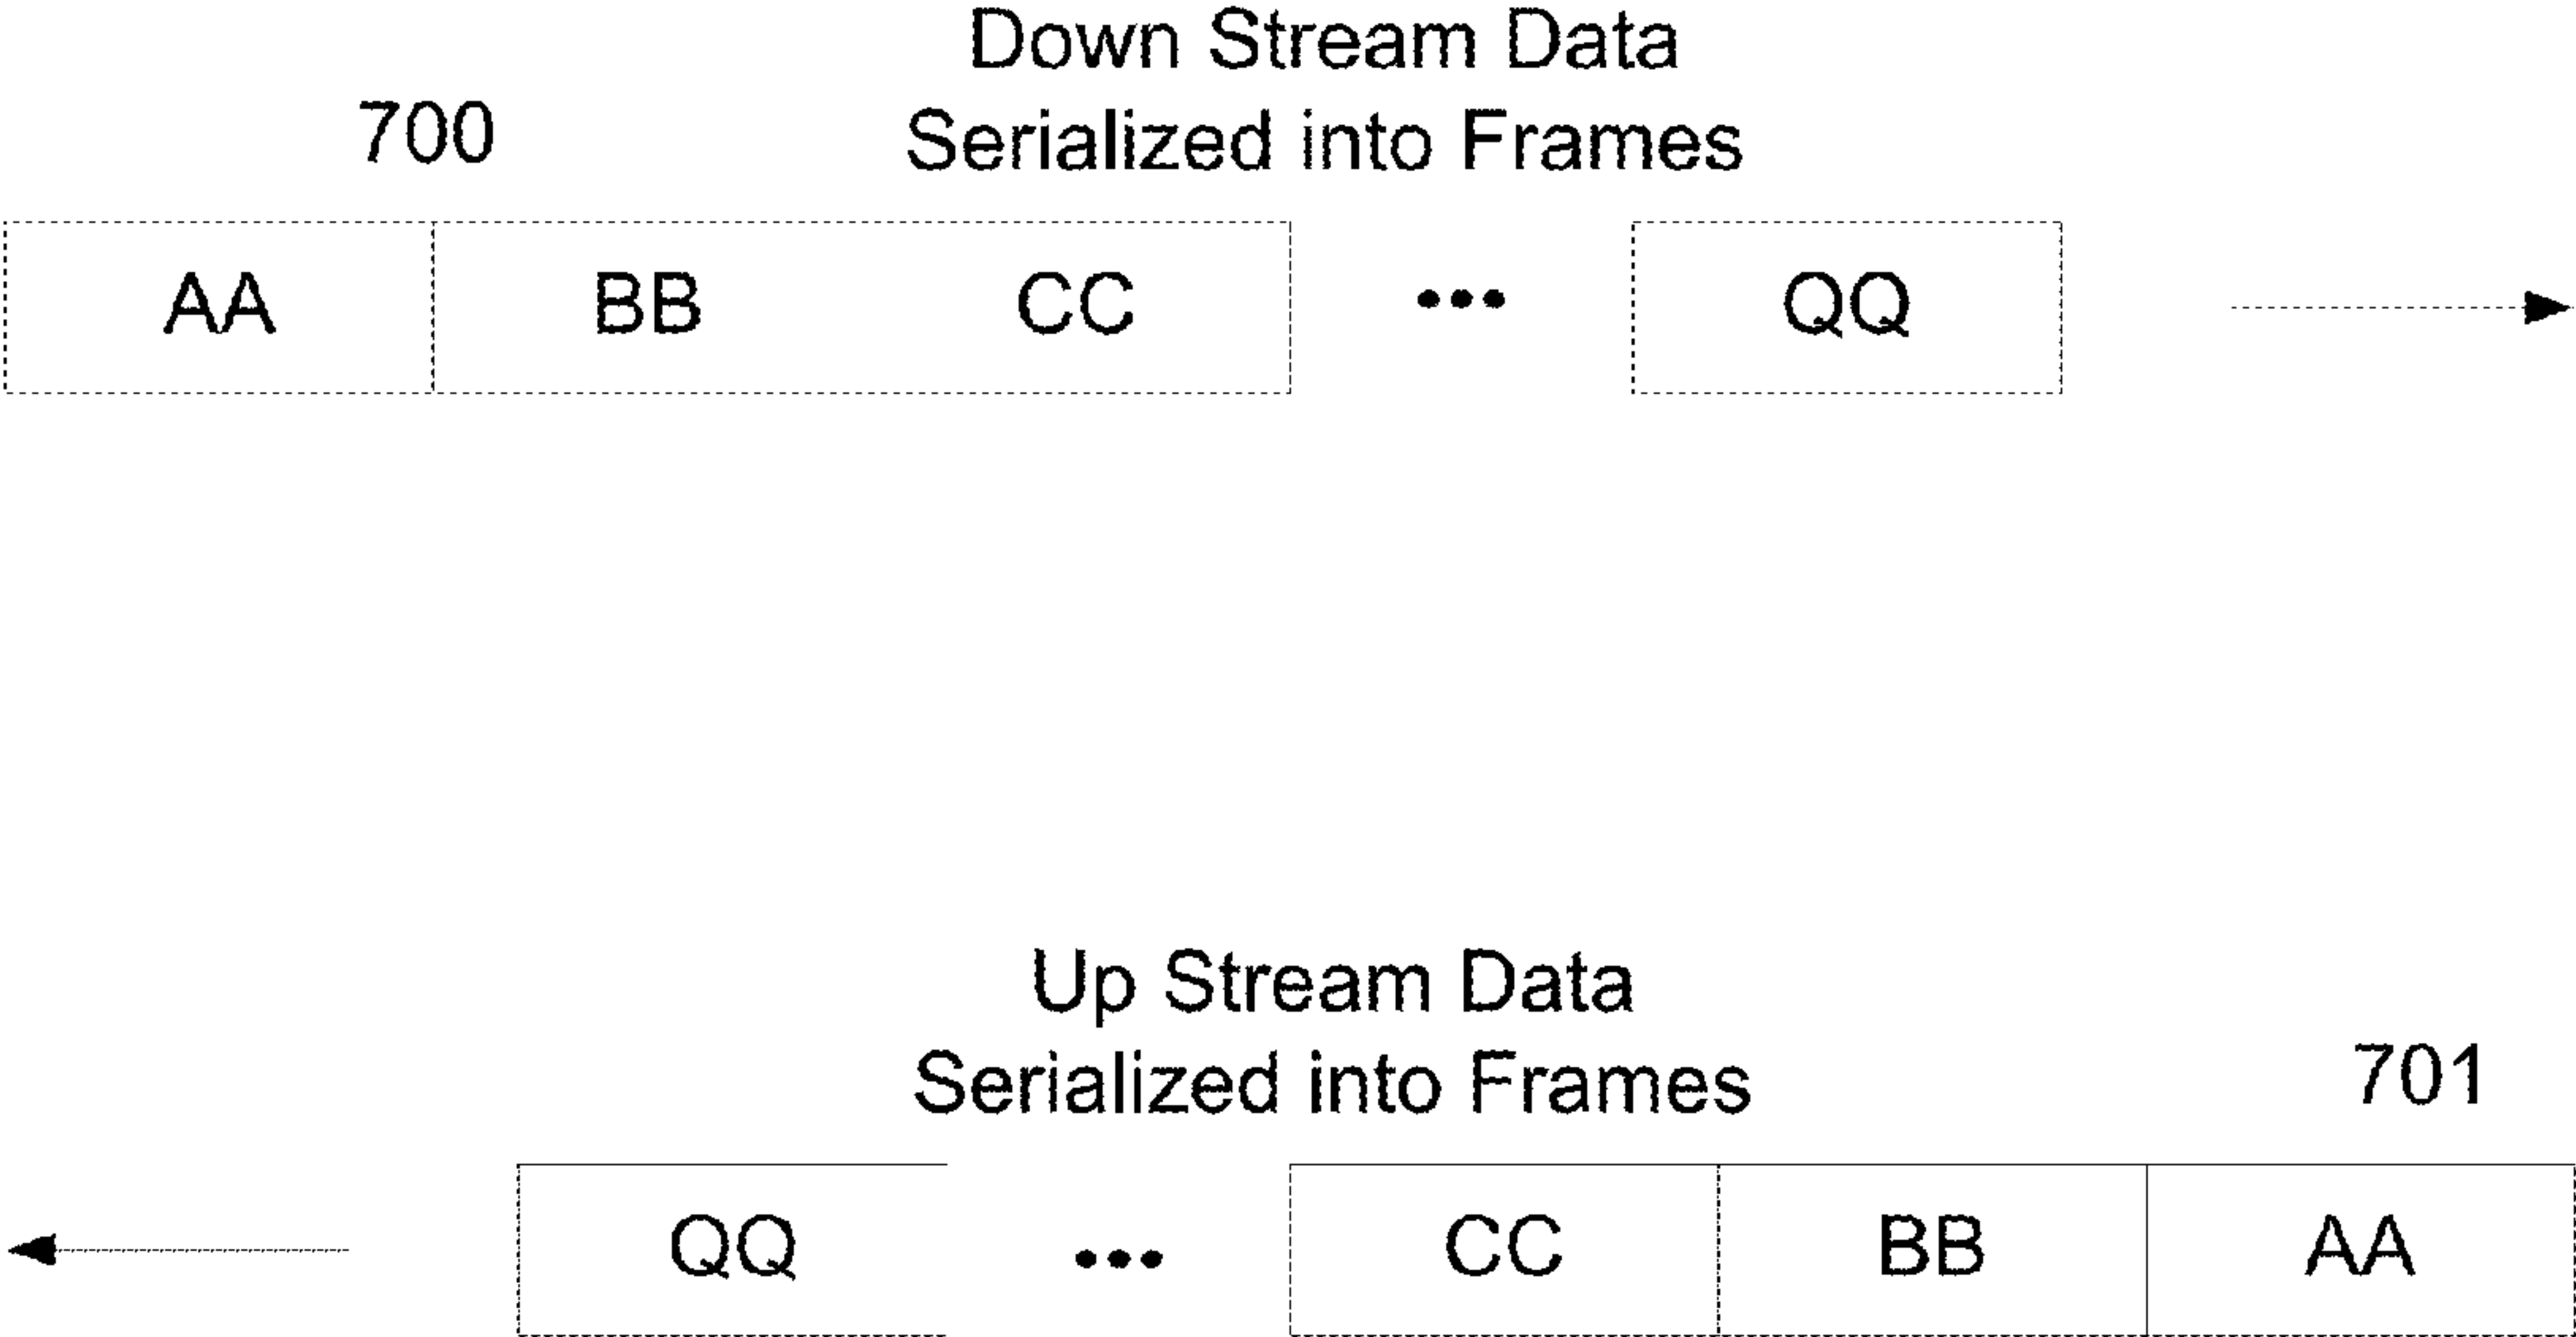 Down Stream Data
700 Serialized into Frames
AA BB CC ••• QQ
Up Stream Data
Serialized into Frames 701
QQ ••• CC BB AA